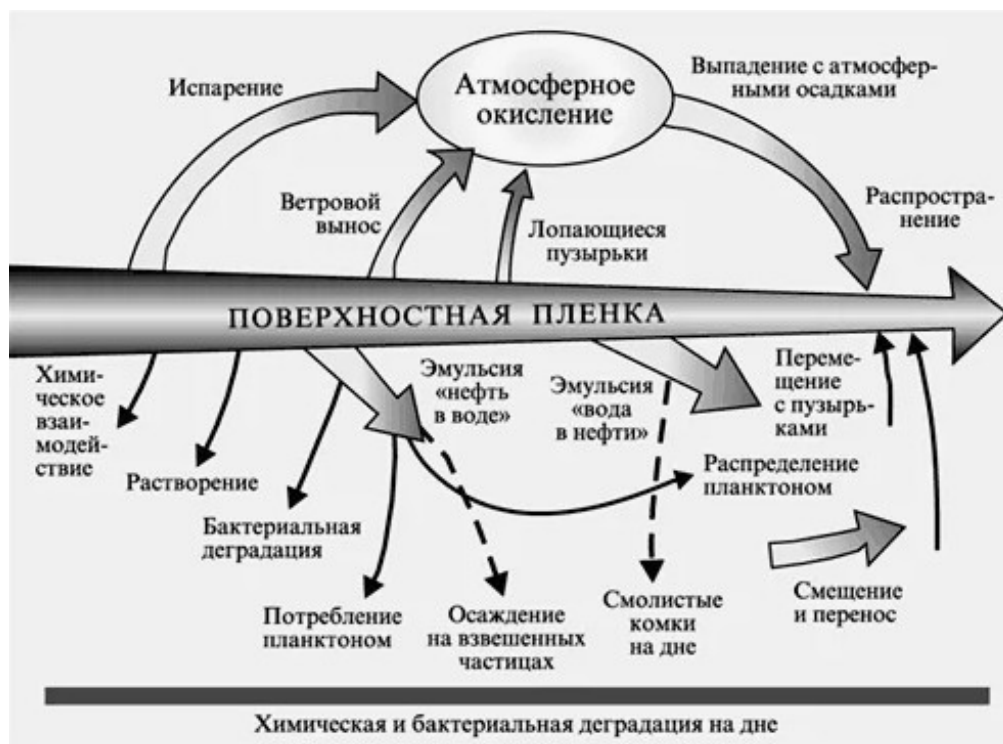 Испарение
Атмосферное
окисление
Выпадение с атмосфер-
ными осадками
Ветровой
вынос
Лопающиеся
пузырьки
Распростра-
нение
ПОВЕРХНОСТНАЯ ПЛЕНКА
Хими-
ческое
взаи-
модей-
ствие
Растворение
Бактериальная
деградация
Потребление
планктоном
Эмульсия
«нефть
в воде»
Осаждение
на взвешенных
частицах
Эмульсия
«вода
в нефти»
Смолистые
комки
на дне
Переме-
щение
с пузырь-
ками
Распределение
планктоном
Смещение
и перенос
Химическая и бактериальная деградация на дне